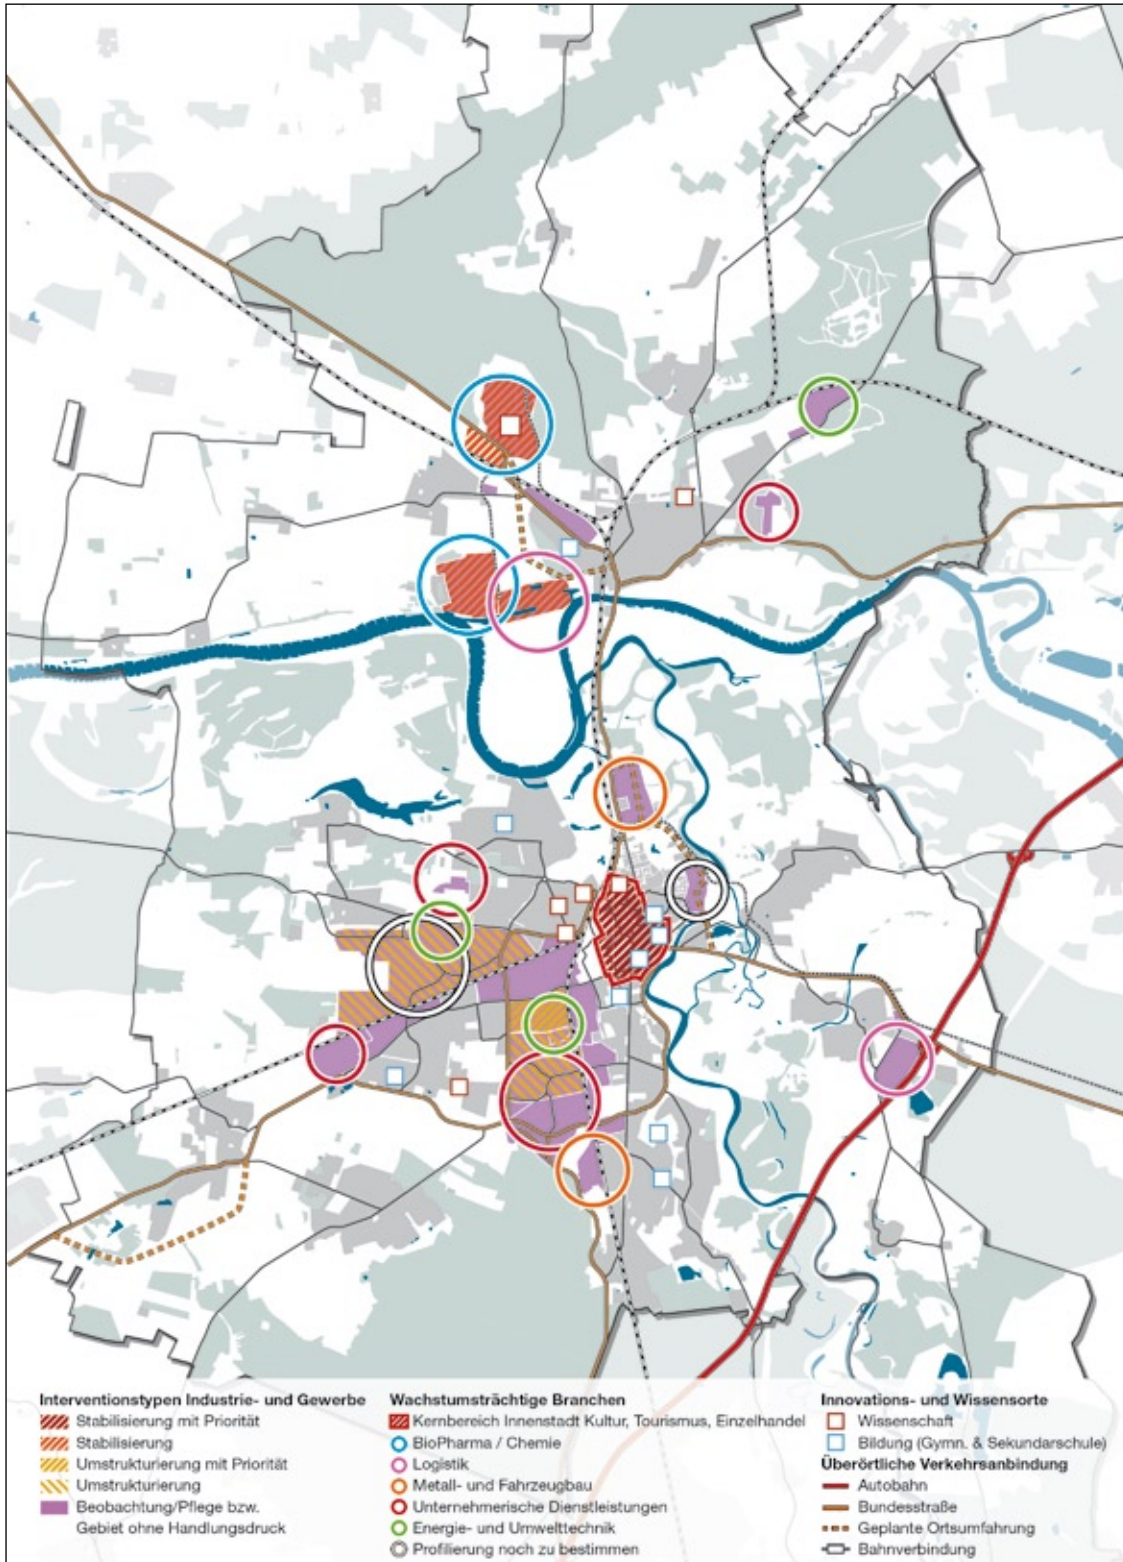 Interventionstypen Industrie- und Gewerbe
Stabilisierung mit Priorität
Stabilisierung
Umstrukturierung mit Priorität
Umstrukturierung
Beobachtung/Pflege bzw.
Gebiet ohne Handlungsdruck
Wachstumsträchtige Branchen
Kernbereich Innenstadt Kultur, Tourismus, Einzelhandel
BioPharma / Chemie
Logistik
Metall- und Fahrzeugbau
Unternehmerische Dienstleistungen
Energie- und Umwelttechnik
Profilierung noch zu bestimmen
Innovations- und Wissensorte
Wissenschaft
Bildung (Gymn. & Sekundarschule)
Überörtliche Verkehrsanbindung
Autobahn
Bundesstraße
Geplante Ortsumfahrung
Bahnverbindung